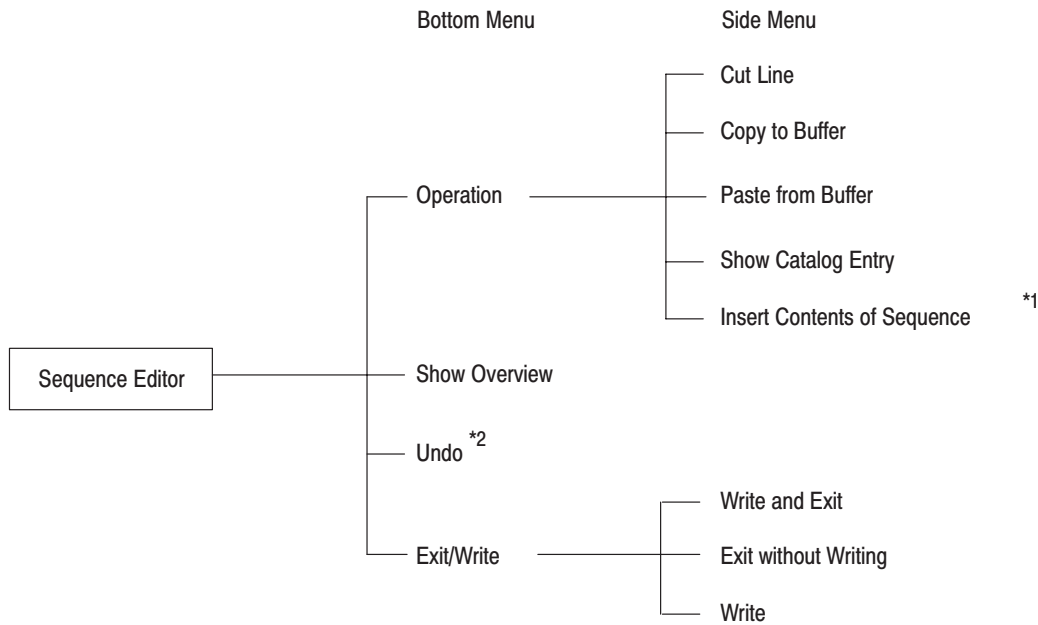 Bottom Menu Side Menu
Cut Line
Copy to Buffer
Operation Paste from Buffer
Show Catalog Entry
Insert Contents of Sequence *1
Sequence Editor Show Overview
Undo *2
Write and Exit
Exit/Write Exit without Writing
Write